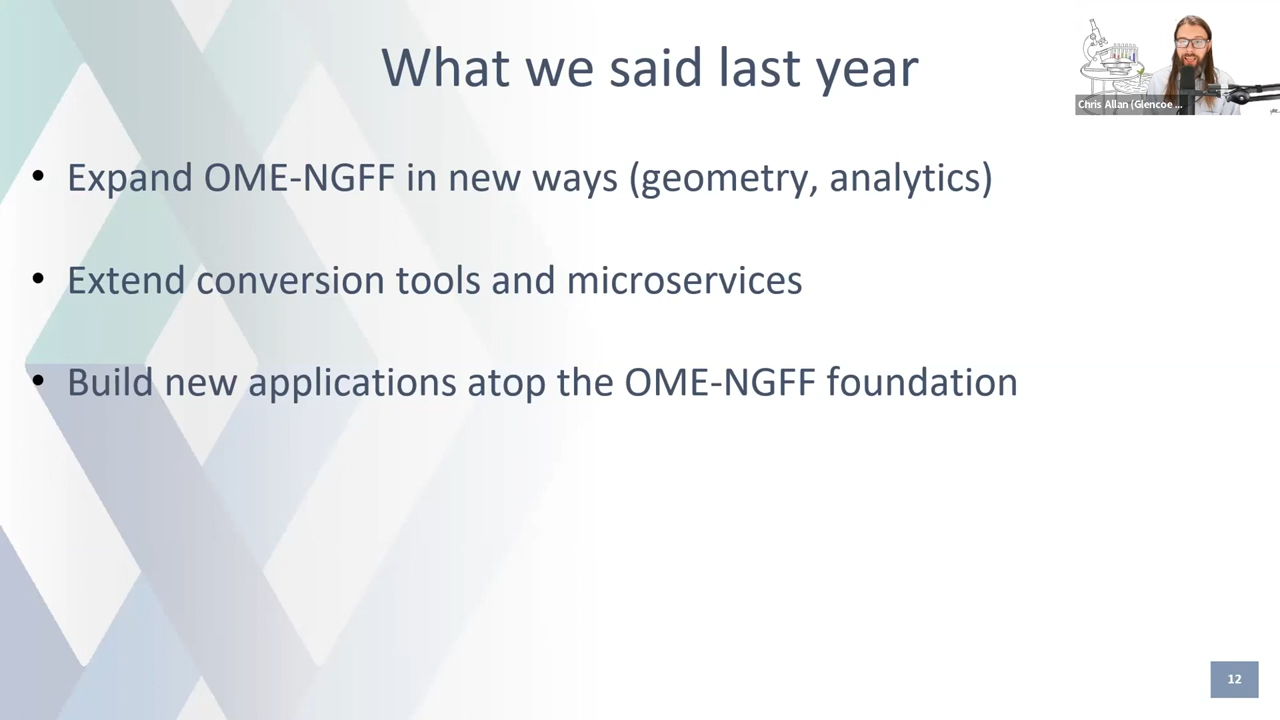 What we said last year
Chris Allan (Glencoe ...
• Expand OME-NGFF in new ways (geometry, analytics)
• Extend conversion tools and microservices
• Build new applications atop the OME-NGFF foundation
12